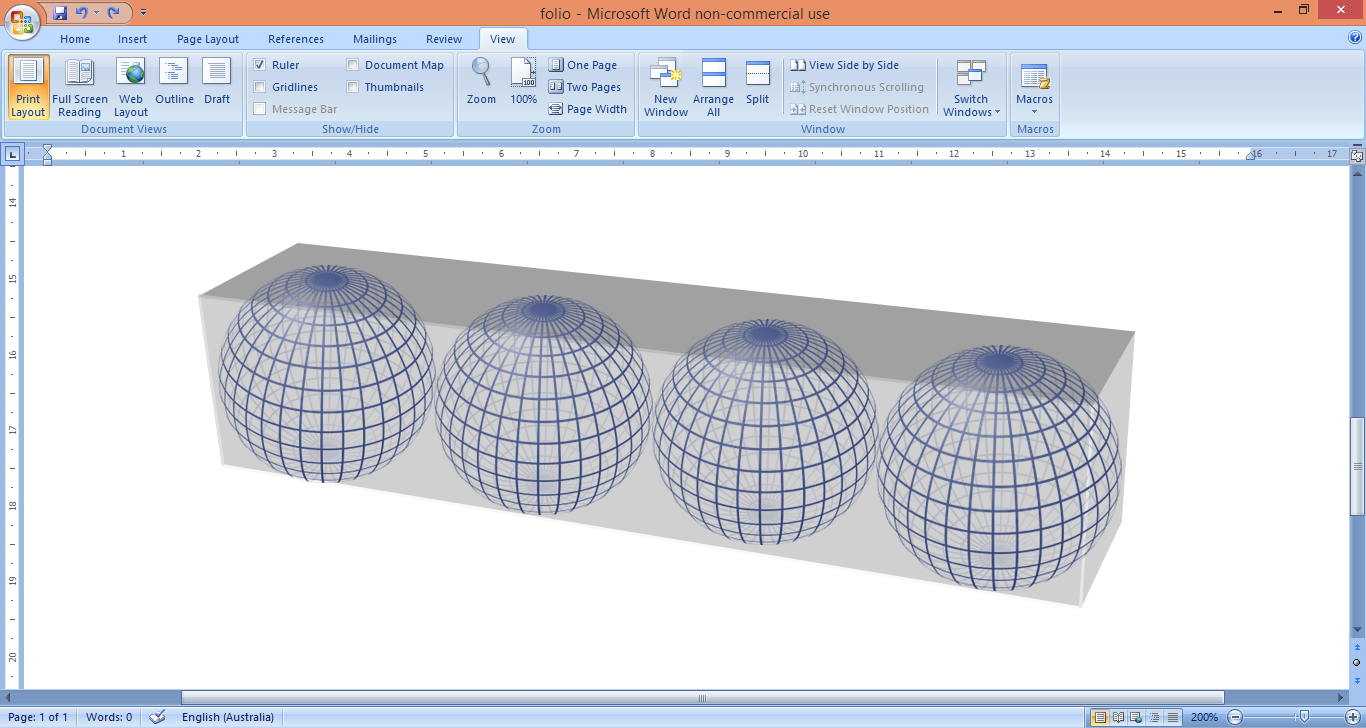 folio - Microsoft Word non-commercial use
Home Insert Page Layout References Mailings Review View
Print Layout
Full Screen Reading
Web Layout
Outline
Draft
Document Views
Ruler
Gridlines
Message Bar
Document Map
Thumbnails
Show/Hide
Zoom
100%
One Page
Two Pages
Page Width
Zoom
New Window
Arrange All
Split
View Side by Side
Synchronous Scrolling
Reset Window Position
Switch Windows
Window
Macros
Macros
L
1 2 3 4 5 6 7 8 9 10 11 12 13 14 15 16 17
14
15
16
17
18
19
20
Page: 1 of 1 Words: 0 English (Australia) 200%